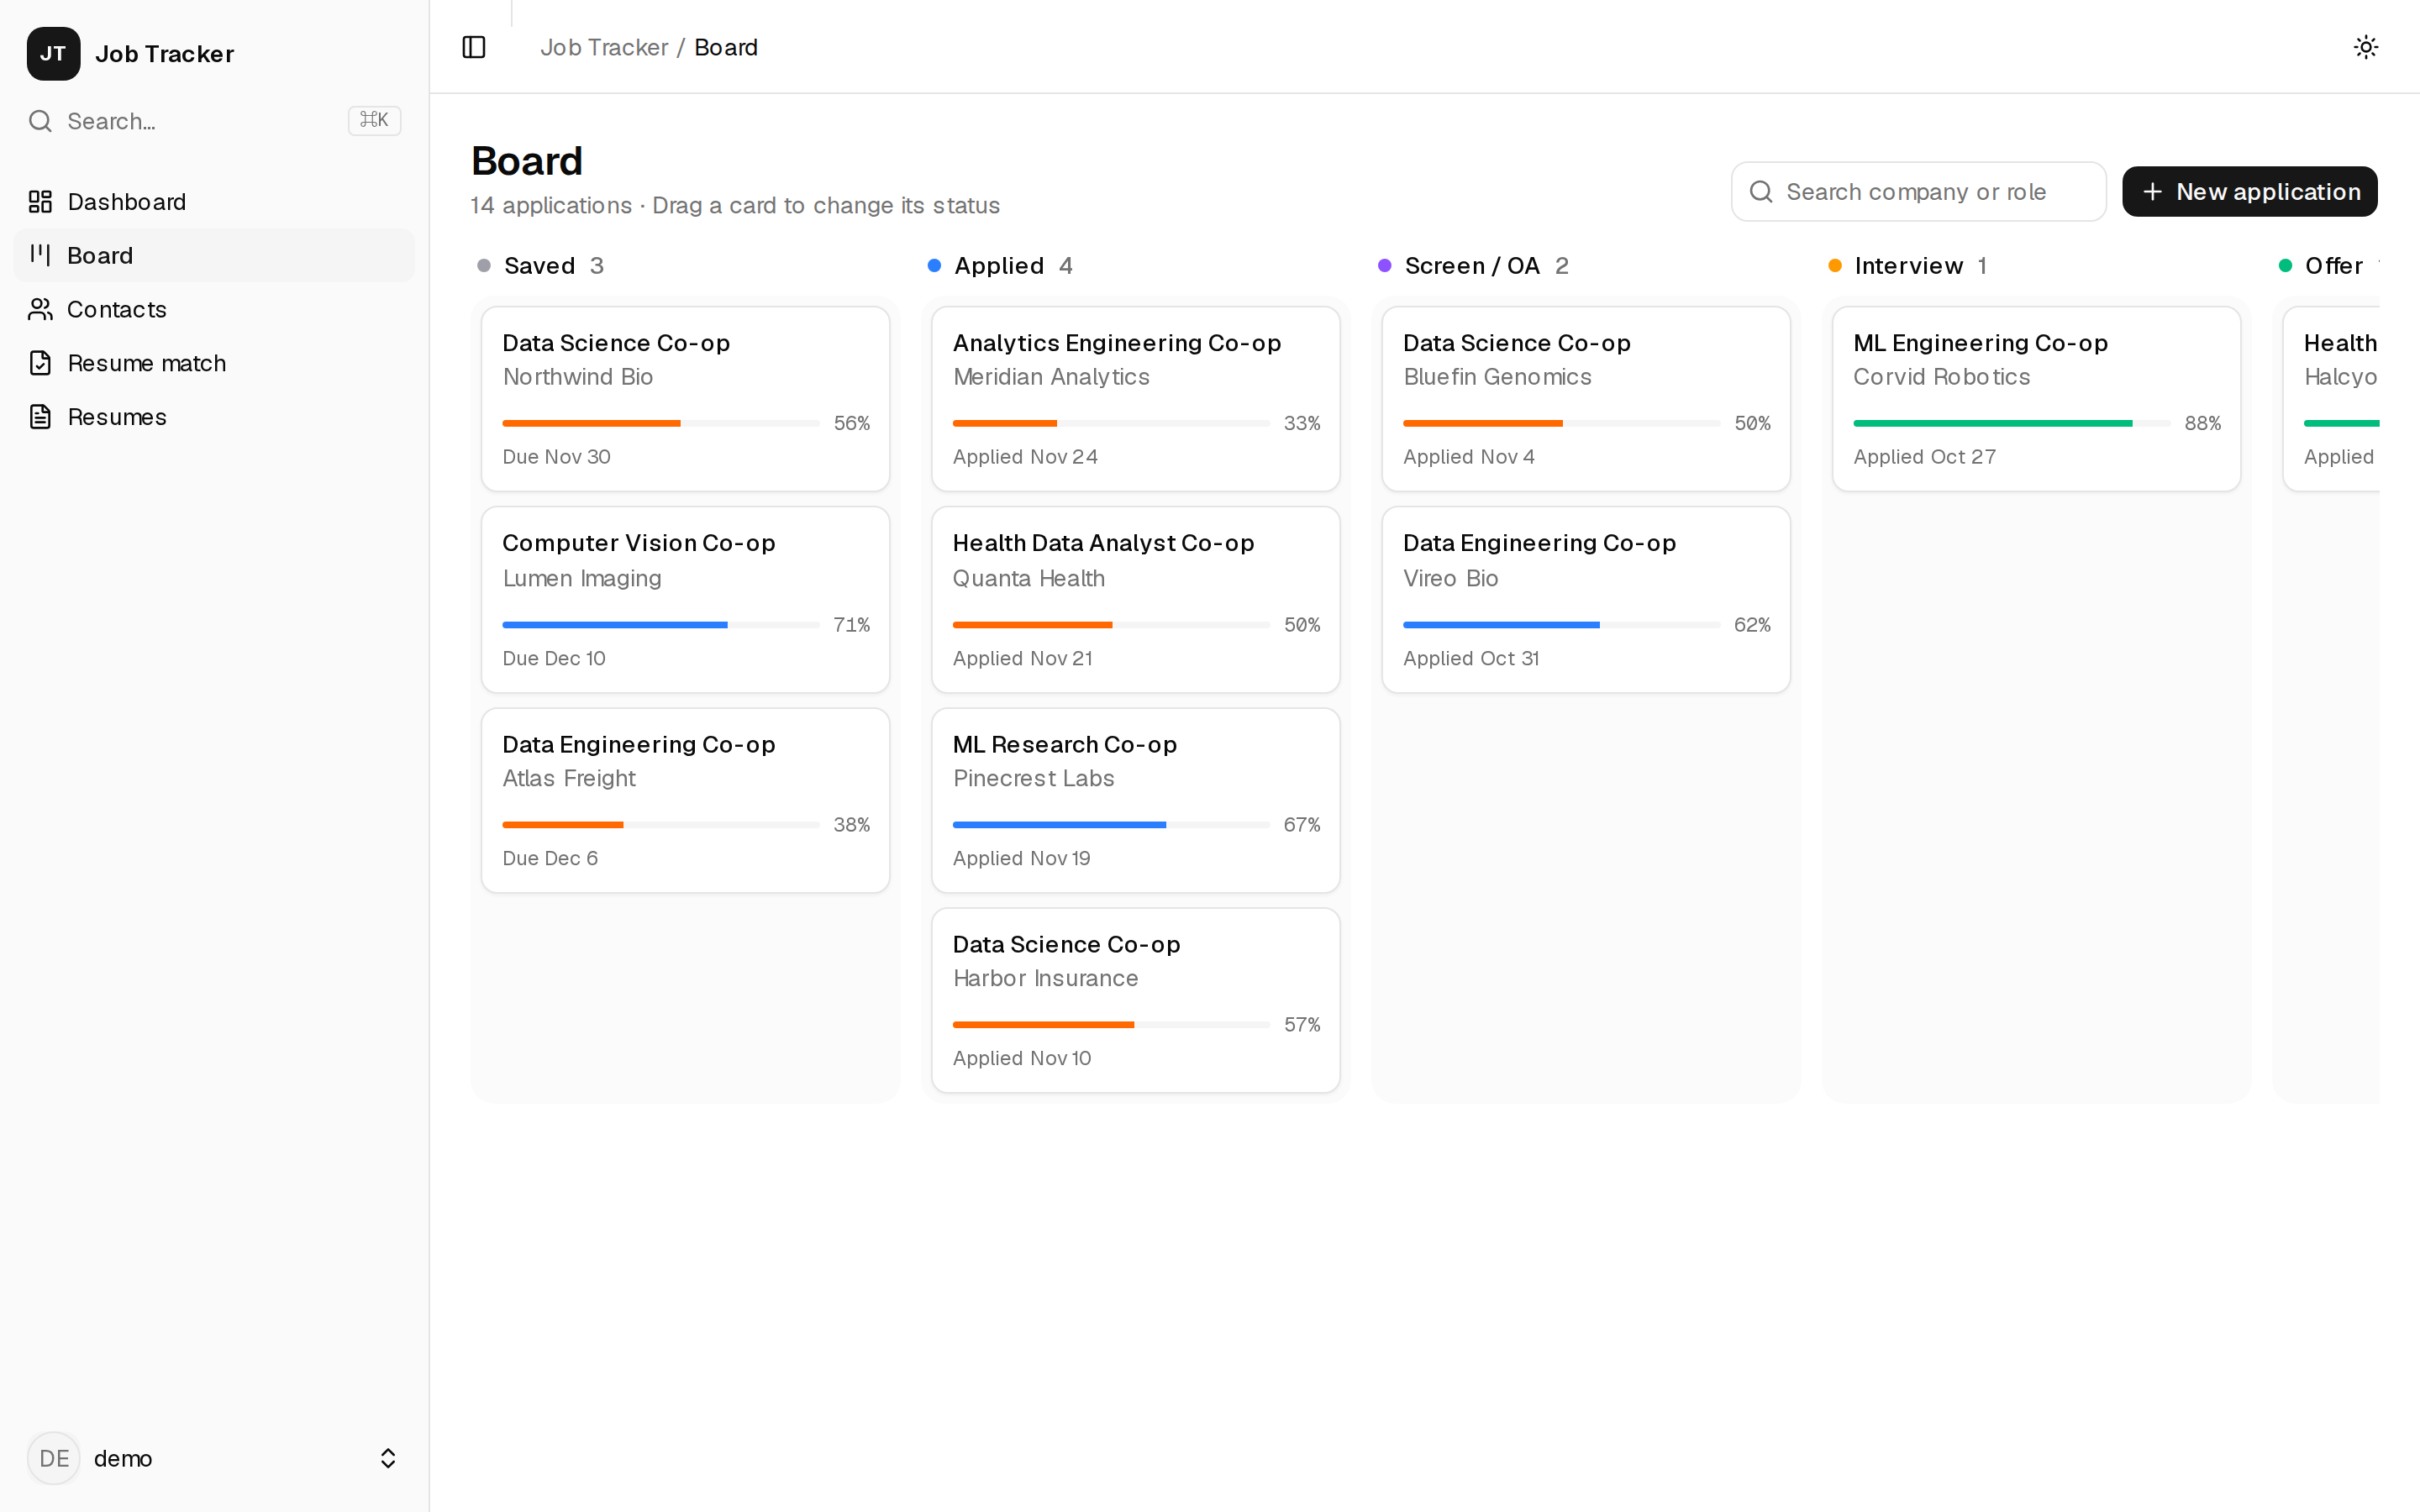 JT Job Tracker
Search... ⌘K
Dashboard
Board
Contacts
Resume match
Resumes
DE demo
Job Tracker / Board
Board
14 applications · Drag a card to change its status
Search company or role
New application
Saved 3
Data Science Co-op
Northwind Bio
56%
Due Nov 30
Computer Vision Co-op
Lumen Imaging
71%
Due Dec 10
Data Engineering Co-op
Atlas Freight
38%
Due Dec 6
Applied 4
Analytics Engineering Co-op
Meridian Analytics
33%
Applied Nov 24
Health Data Analyst Co-op
Quanta Health
50%
Applied Nov 21
ML Research Co-op
Pinecrest Labs
67%
Applied Nov 19
Data Science Co-op
Harbor Insurance
57%
Applied Nov 10
Screen / OA 2
Data Science Co-op
Bluefin Genomics
50%
Applied Nov 4
Data Engineering Co-op
Vireo Bio
62%
Applied Oct 31
Interview 1
ML Engineering Co-op
Corvid Robotics
88%
Applied Oct 27
Offer
Health
Halcyo
Applied